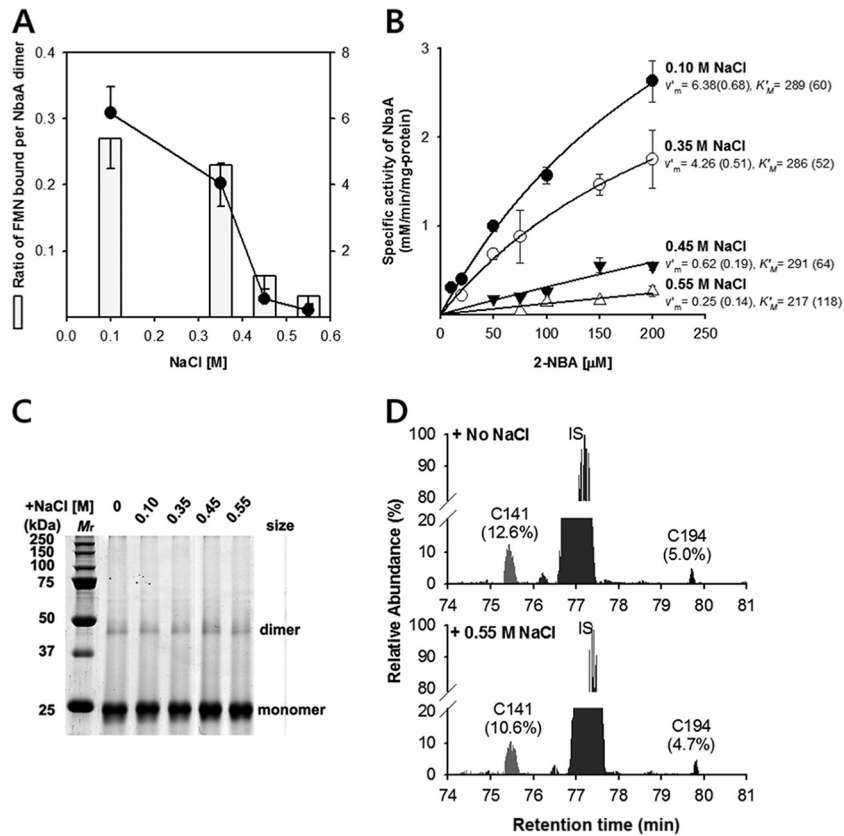 A
Ratio of FMN bound per NbaA dimer
0.4
0.3
0.2
0.1
8
6
4
2
0.0 0.1 0.2 0.3 0.4 0.5 0.6
NaCl [M]
B
Specific activity of NbaA
(mM/min/mg-protein)
3
2
1
0 50 100 150 200 250
2-NBA [µM]
0.10 M NaCl
v'm= 6.38(0.68), K'M= 289 (60)
0.35 M NaCl
v'm= 4.26 (0.51), K'M= 286 (52)
0.45 M NaCl
v'm= 0.62 (0.19), K'M= 291 (64)
0.55 M NaCl
v'm= 0.25 (0.14), K'M= 217 (118)
C
+NaCl [M] 0 0.10 0.35 0.45 0.55 size
(kDa) Mr
250
150
100
75
50
37
25
dimer
monomer
D
Relative Abundance (%)
+ No NaCl
IS
100
80
20
10
0
C141
(12.6%)
C194
(5.0%)
74 75 76 77 78 79 80 81
+ 0.55 M NaCl
IS
100
80
20
10
0
C141
(10.6%)
C194
(4.7%)
74 75 76 77 78 79 80 81
Retention time (min)